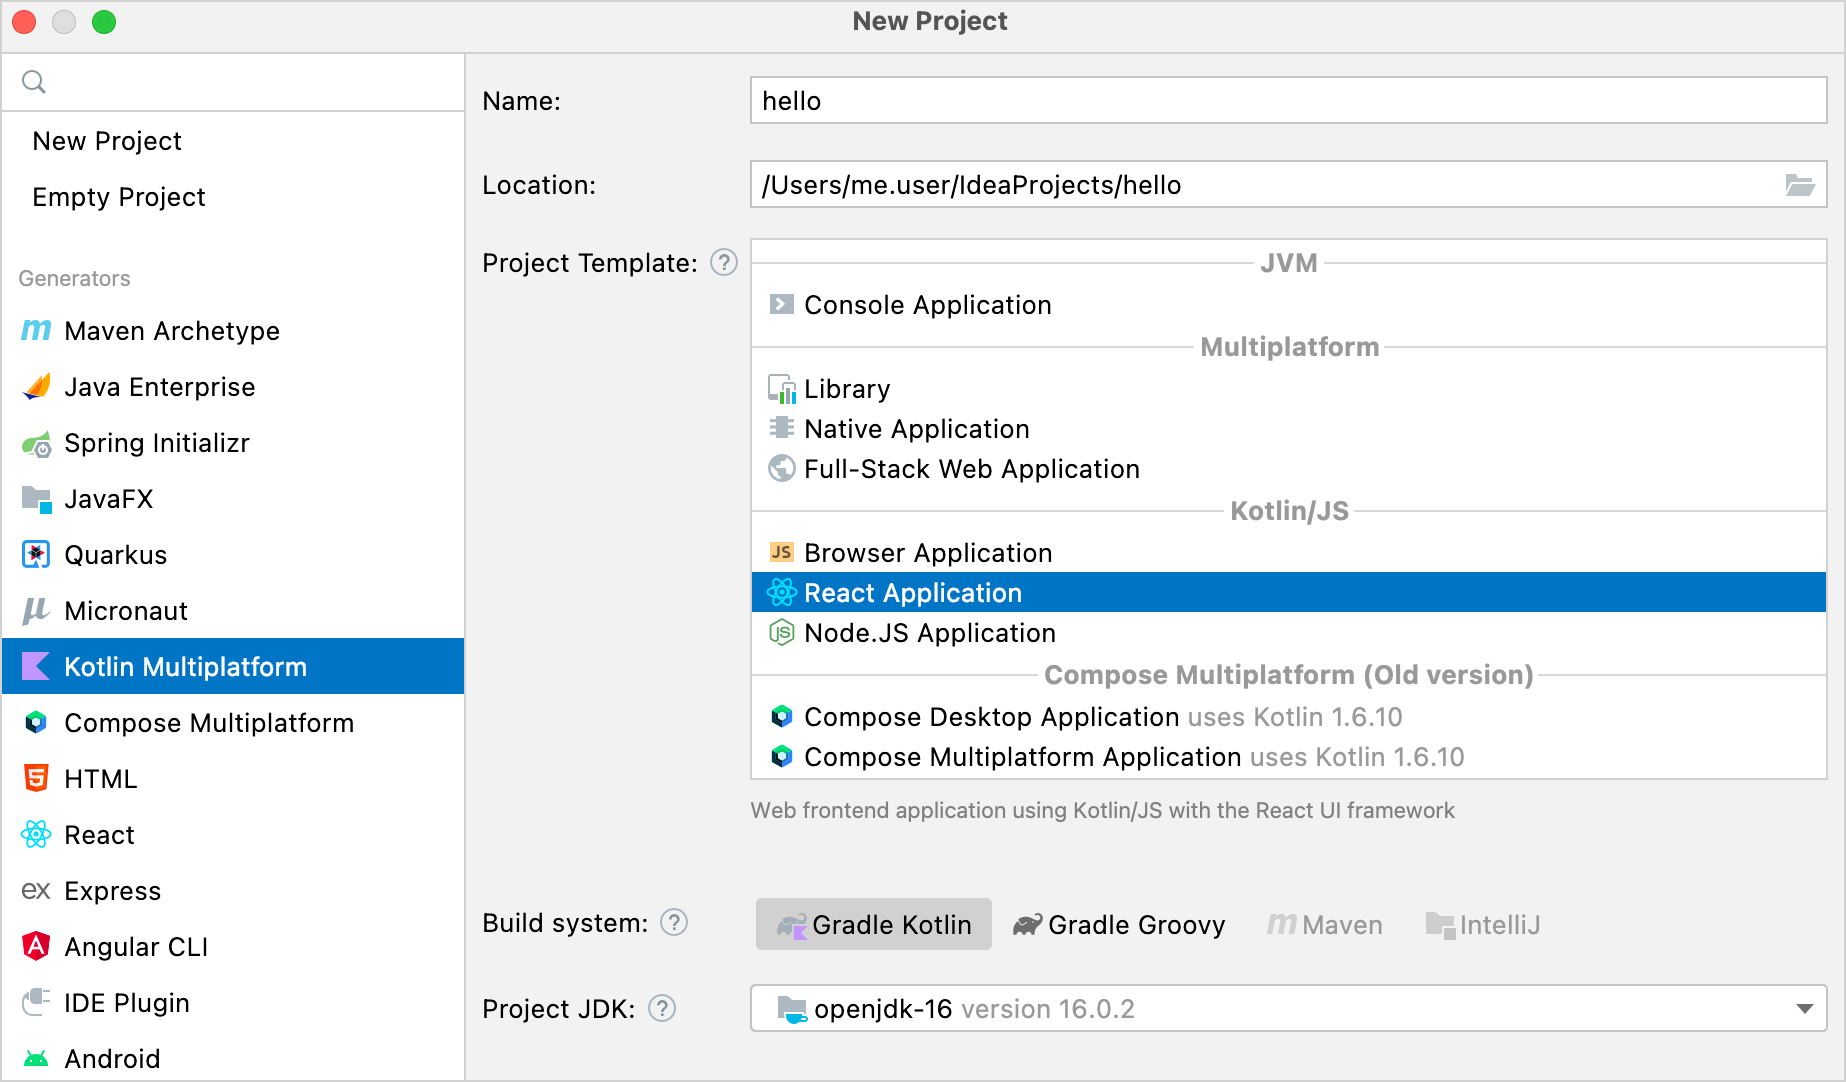 New Project
New Project
Empty Project
Generators
Maven Archetype
Java Enterprise
Spring Initializr
JavaFX
Quarkus
Micronaut
Kotlin Multiplatform
Compose Multiplatform
HTML
React
ex Express
Angular CLI
IDE Plugin
Android
Name: hello
Location: /Users/me.user/IdeaProjects/hello
Project Template: ?
JVM
Console Application
Multiplatform
Library
Native Application
Full-Stack Web Application
Kotlin/JS
JS Browser Application
React Application
JS Node.JS Application
Compose Multiplatform (Old version)
Compose Desktop Application uses Kotlin 1.6.10
Compose Multiplatform Application uses Kotlin 1.6.10
Web frontend application using Kotlin/JS with the React UI framework
Build system: ? Gradle Kotlin Gradle Groovy Maven IntelliJ
Project JDK: ? openjdk-16 version 16.0.2